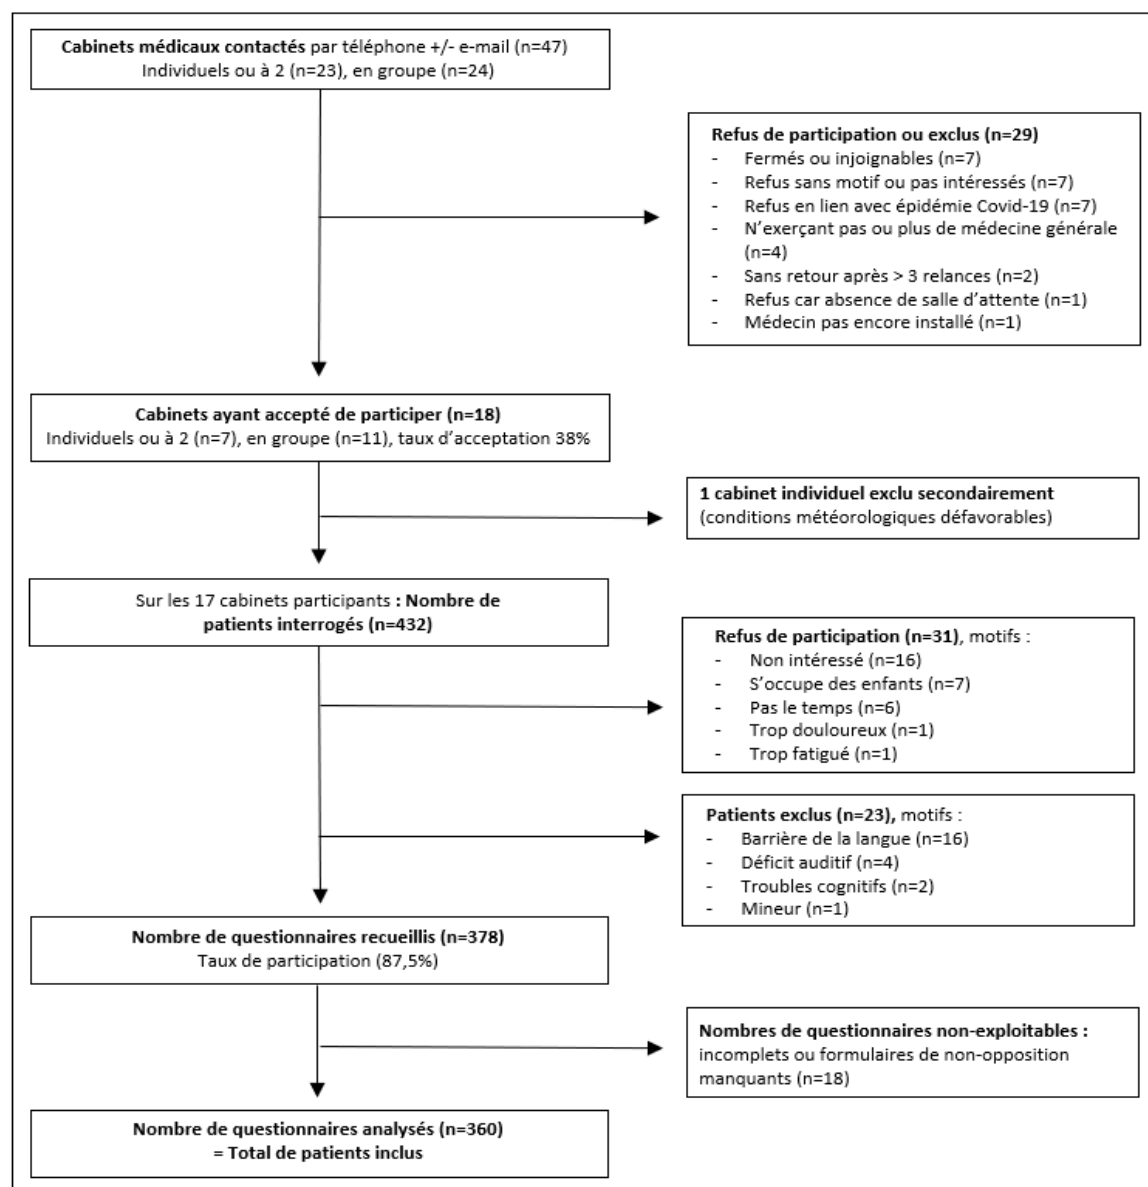 Cabinets médicaux contactés par téléphone +/- e-mail (n=47)
Individuels ou à 2 (n=23), en groupe (n=24)
Refus de participation ou exclus (n=29)
- Fermés ou injoignables (n=7)
- Refus sans motif ou pas intéressés (n=7)
- Refus en lien avec épidémie Covid-19 (n=7)
- N’exerçant pas ou plus de médecine générale
(n=4)
- Sans retour après > 3 relances (n=2)
- Refus car absence de salle d’attente (n=1)
- Médecin pas encore installé (n=1)
Cabinets ayant accepté de participer (n=18)
Individuels ou à 2 (n=7), en groupe (n=11), taux d’acceptation 38%
1 cabinet individuel exclu secondairement
(conditions météorologiques défavorables)
Sur les 17 cabinets participants : Nombre de
patients interrogés (n=432)
Refus de participation (n=31), motifs :
- Non intéressé (n=16)
- S’occupe des enfants (n=7)
- Pas le temps (n=6)
- Trop douloureux (n=1)
- Trop fatigué (n=1)
Patients exclus (n=23), motifs :
- Barrière de la langue (n=16)
- Déficit auditif (n=4)
- Troubles cognitifs (n=2)
- Mineur (n=1)
Nombre de questionnaires recueillis (n=378)
Taux de participation (87,5%)
Nombres de questionnaires non-exploitables :
incomplets ou formulaires de non-opposition
manquants (n=18)
Nombre de questionnaires analysés (n=360)
= Total de patients inclus